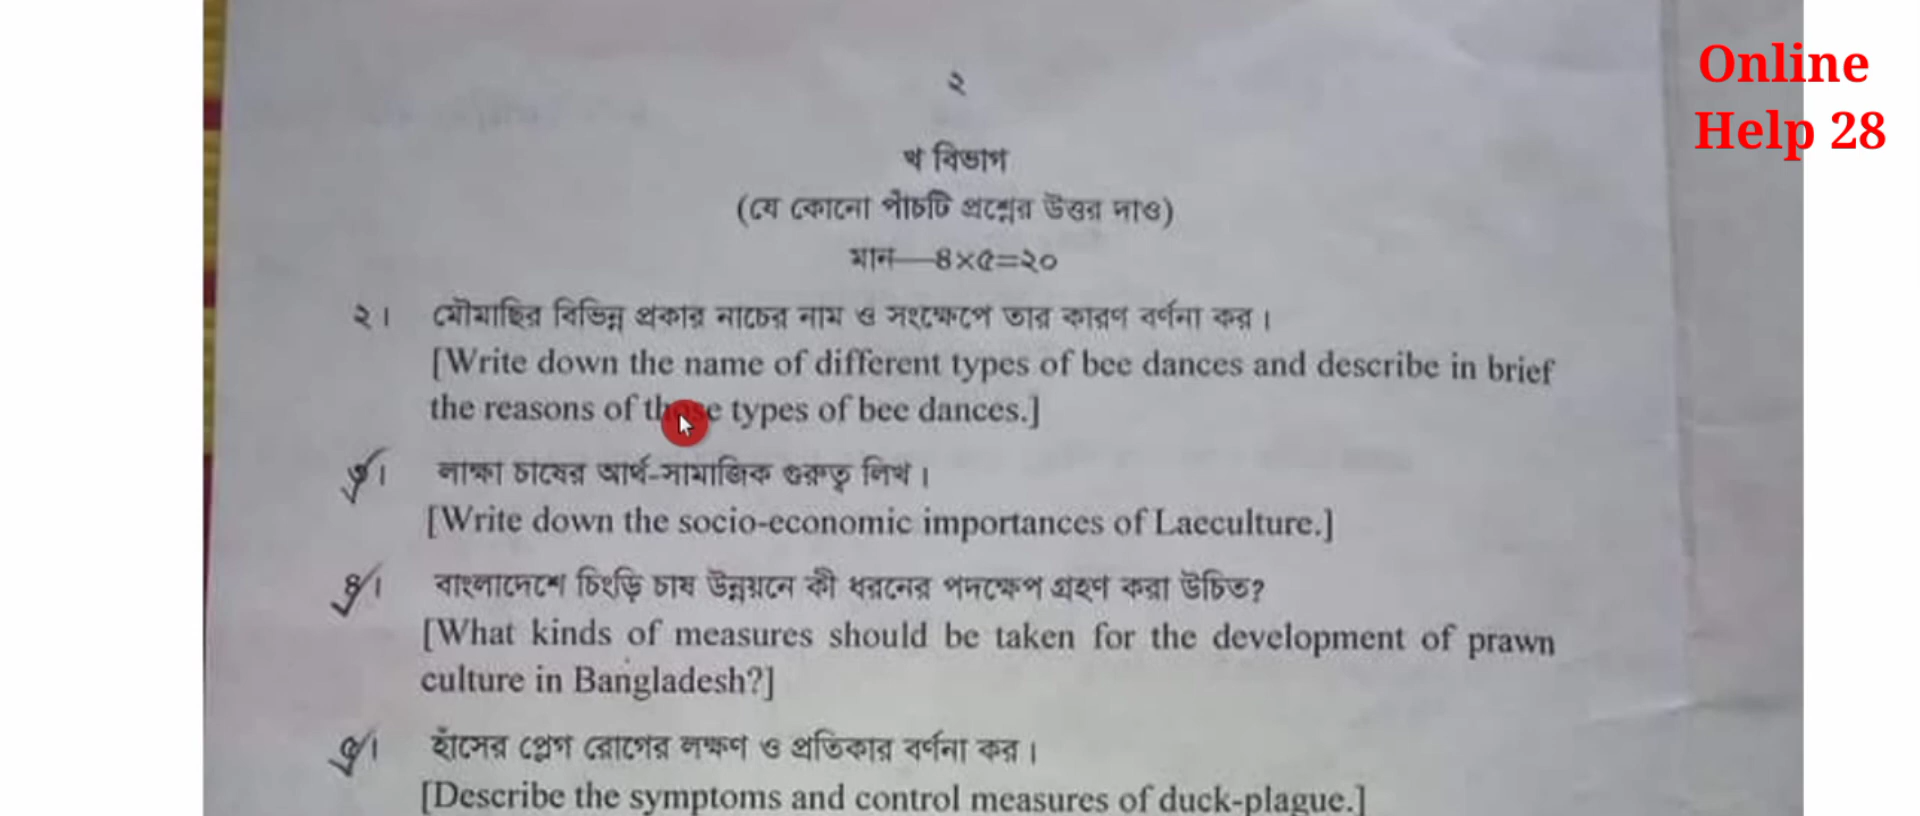 Online
Help 28
২
খ বিভাগ
(যে কোনো পাঁচটি প্রশ্নের উত্তর দাও)
মান—৪×৫=২০
২। মৌমাছির বিভিন্ন প্রকার নাচের নাম ও সংক্ষেপে তার কারণ বর্ণনা কর।
[Write down the name of different types of bee dances and describe in brief
the reasons of those types of bee dances.]
৩। লাক্ষা চাষের আর্থ-সামাজিক গুরুত্ব লিখ।
[Write down the socio-economic importances of Laeculture.]
৪। বাংলাদেশে চিংড়ি চাষ উন্নয়নে কী ধরনের পদক্ষেপ গ্রহণ করা উচিত?
[What kinds of measures should be taken for the development of prawn
culture in Bangladesh?]
৫। হাঁসের প্লেগ রোগের লক্ষণ ও প্রতিকার বর্ণনা কর।
[Describe the symptoms and control measures of duck-plague.]